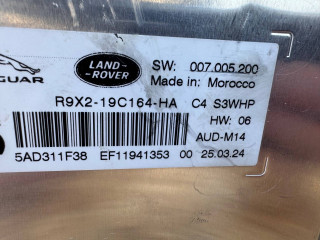 LAND-
ROVER
SW: 007.005.200
GUAR
Made in: Morocco
R9X2-19C164-HA C4 S3WHP
HW: 06
AUD-M14
5AD311F38 EF11941353 00 25.03.24